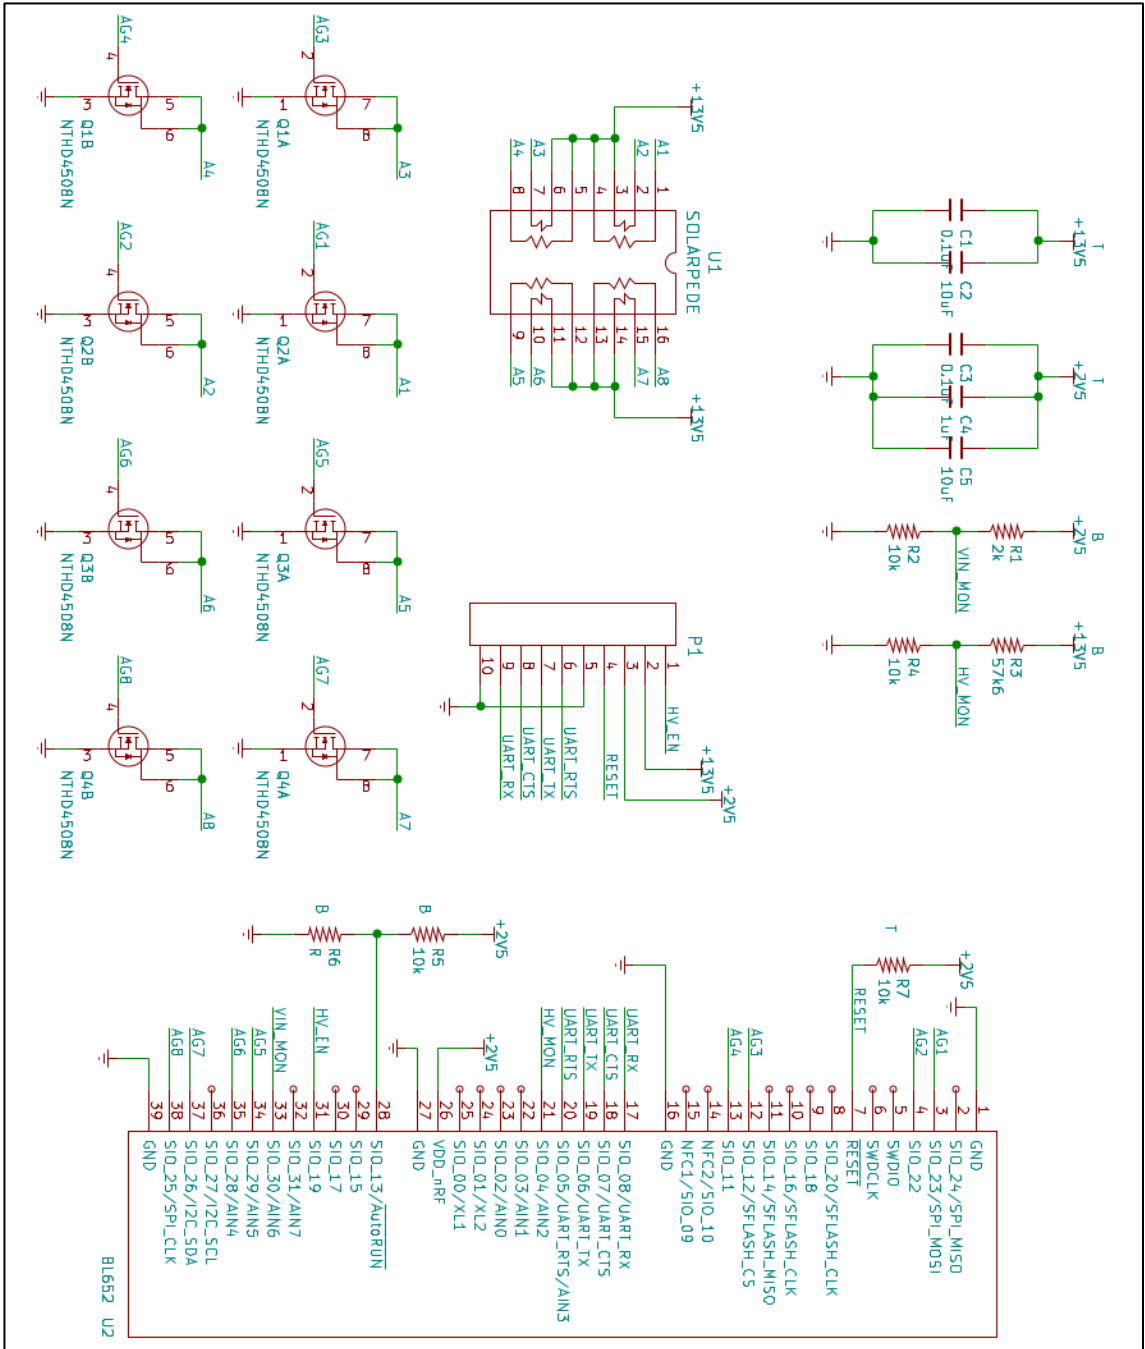 AG4
4
5
6
3
Q1B
NTHD4508N
A4
AG3
2
7
8
1
Q1A
NTHD4508N
A3
AG2
4
5
6
3
Q2B
NTHD4508N
A2
AG1
2
7
8
1
Q2A
NTHD4508N
A1
AG6
4
5
6
3
Q3B
NTHD4508N
A6
AG5
2
7
8
1
Q3A
NTHD4508N
A5
AG8
4
5
6
3
Q4B
NTHD4508N
A8
AG7
2
7
8
1
Q4A
NTHD4508N
A7
+13V5
A4
A3
A2
A1
8
7
6
5
4
3
2
1
U1
SOLARPEDE
9
10
11
12
13
14
15
16
A5
A6
A7
A8
+13V5
T
+13V5
C1
0.1uF
C2
10uF
T
+2V5
C3
0.1uF
C4
1uF
C5
10uF
B
+2V5
R1
2k
VIN_MON
R2
10k
B
+13V5
R3
57k6
HV_MON
R4
10k
P1
1
2
3
4
5
6
7
8
9
10
HV_EN
+13V5
+2V5
RESET
UART_RTS
UART_TX
UART_CTS
UART_RX
B
R6
R
B
R5
10k
+2V5
T
R7
10k
+2V5
RESET
AG1
AG2
AG3
AG4
UART_RX
UART_CTS
UART_TX
UART_RTS
HV_MON
+2V5
HV_EN
VIN_MON
AG5
AG6
AG7
AG8
1 GND
2 SIO_24/SPI_MISO
3 SIO_23/SPI_MOSI
4 SIO_22
5 SWDIO
6 SWDCLK
7 RESET
8 SIO_20/SFLASH_CLK
9 SIO_18
10 SIO_16/SFLASH_CLK
11 SIO_14/SFLASH_MISO
12 SIO_12/SFLASH_CS
13 SIO_11
14 NFC2/SIO_10
15 NFC1/SIO_09
16 GND
17 SIO_08/UART_RX
18 SIO_07/UART_CTS
19 SIO_06/UART_TX
20 SIO_05/UART_RTS/AIN3
21 SIO_04/AIN2
22 SIO_03/AIN1
23 SIO_02/AIN0
24 SIO_01/XL2
25 SIO_00/XL1
26 VDD_nRF
27 GND
28 SIO_13/AutoRUN
29 SIO_15
30 SIO_17
31 SIO_19
32 SIO_31/AIN7
33 SIO_30/AIN6
34 SIO_29/AIN5
35 SIO_28/AIN4
36 SIO_27/I2C_SCL
37 SIO_26/I2C_SDA
38 SIO_25/SPI_CLK
39 GND
BL652 U2